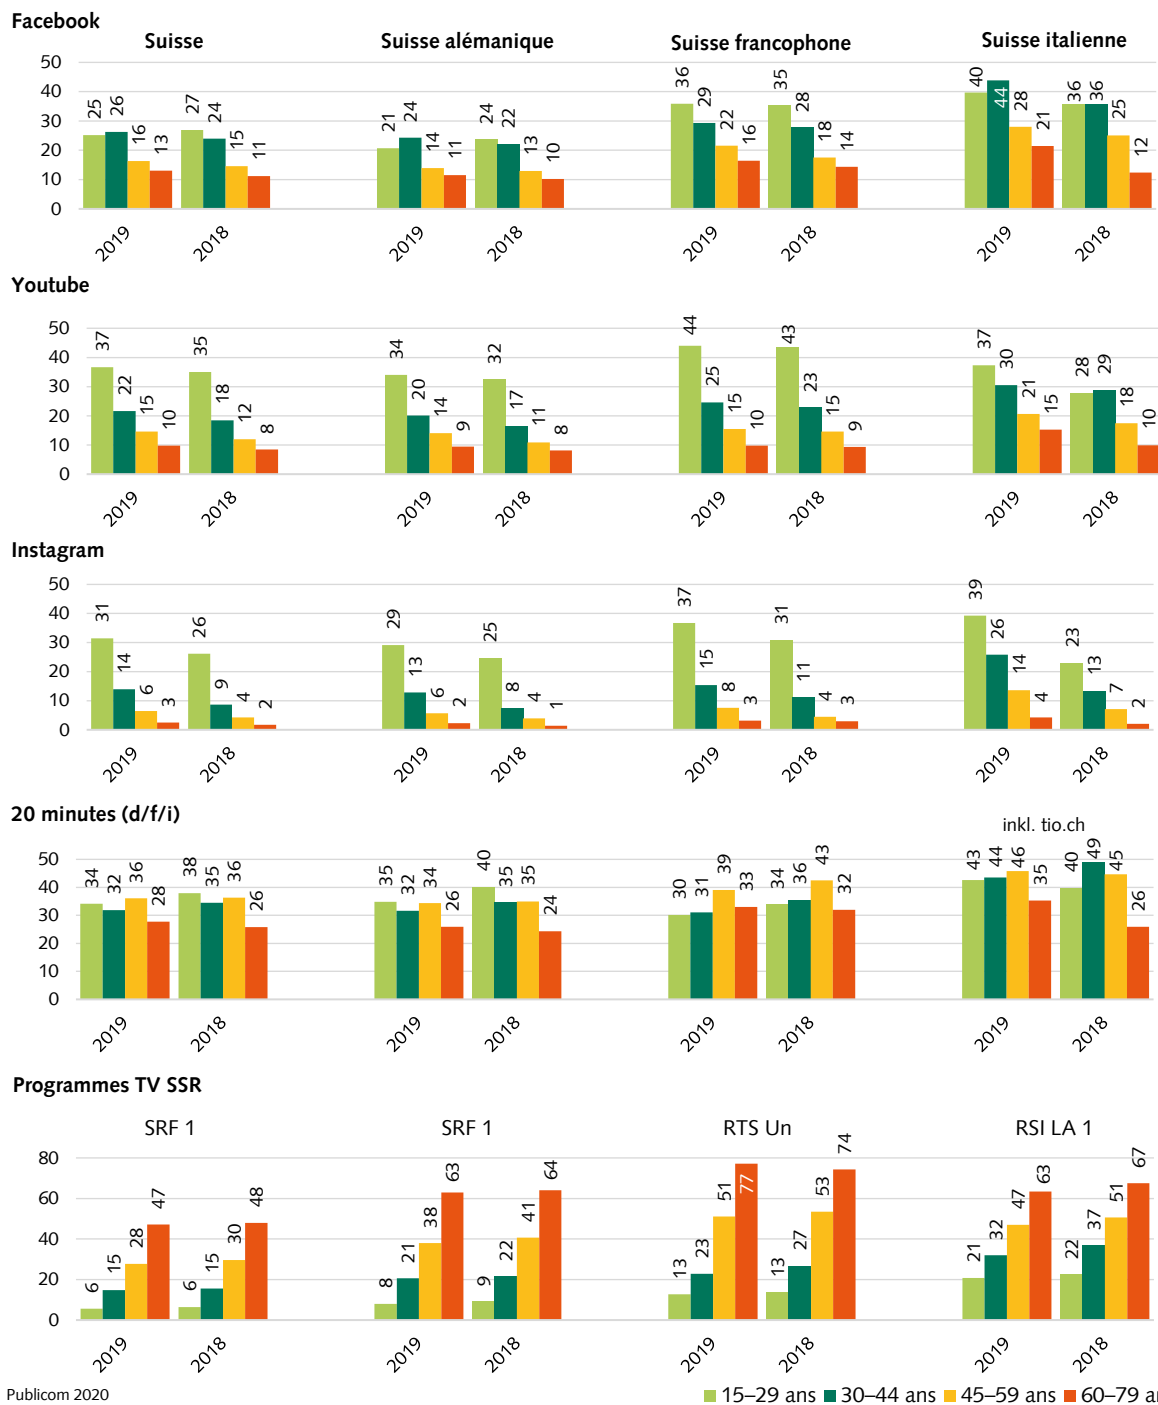 Facebook
Suisse Suisse alémanique Suisse francophone Suisse italienne
50
40
30
20
10
0
25 26 16 13 27 24 15 11 21 24 14 11 24 22 13 10 36 29 22 16 35 28 18 14 40 44 28 21 36 36 25 12
2019 2018 2019 2018 2019 2018 2019 2018
Youtube
50
40
30
20
10
0
37 22 15 10 35 18 12 8 34 20 14 9 32 17 11 8 44 25 15 10 43 23 15 9 37 30 21 15 28 29 18 10
2019 2018 2019 2018 2019 2018 2019 2018
Instagram
50
40
30
20
10
0
31 14 6 3 26 9 4 2 29 13 6 2 25 8 4 1 37 15 8 3 31 11 4 3 39 26 14 4 23 13 7 2
2019 2018 2019 2018 2019 2018 2019 2018
20 minutes (d/f/i)
inkl. tio.ch
50
40
30
20
10
0
34 32 36 28 38 35 36 26 35 32 34 26 40 35 35 24 30 31 39 33 34 36 43 32 43 44 46 35 40 49 45 26
2019 2018 2019 2018 2019 2018 2019 2018
Programmes TV SSR
SRF 1 SRF 1 RTS Un RSI LA 1
80
60
40
20
0
6 15 28 47 6 15 30 48 8 21 38 63 9 22 41 64 13 23 51 77 13 27 53 74 21 32 47 63 22 37 51 67
2019 2018 2019 2018 2019 2018 2019 2018
Publicom 2020
15–29 ans 30–44 ans 45–59 ans 60–79 an